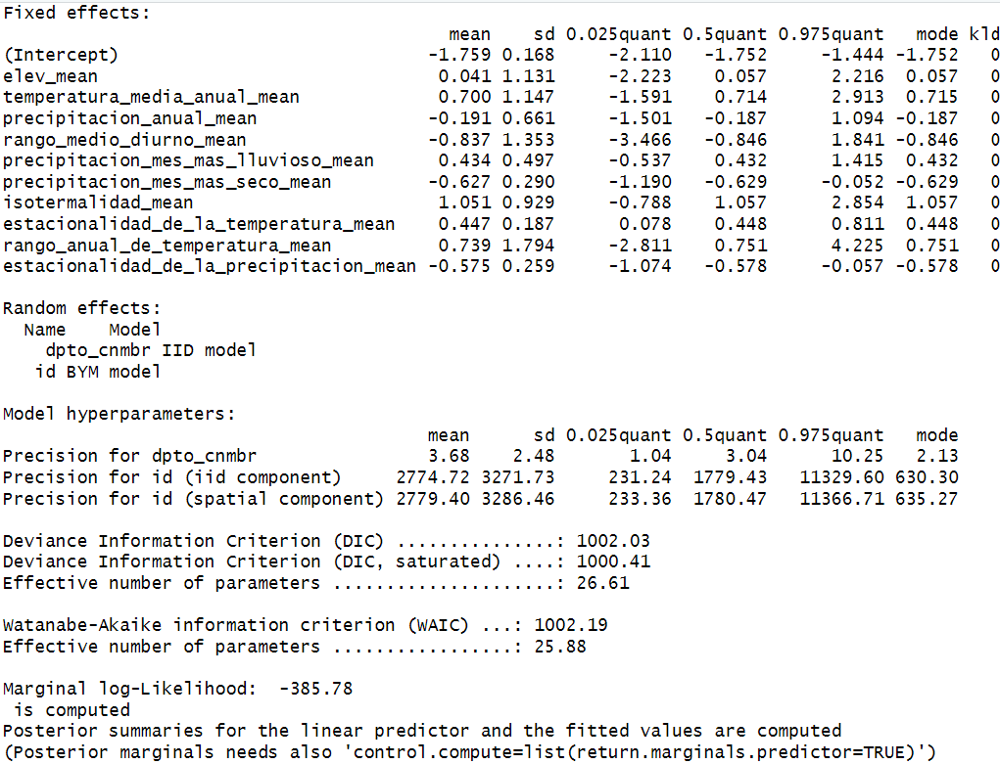 Fixed effects:
mean sd 0.025quant 0.5quant 0.975quant mode kld
(Intercept) -1.759 0.168 -2.110 -1.752 -1.444 -1.752 0
elev_mean 0.041 1.131 -2.223 0.057 2.216 0.057 0
temperatura_media_anual_mean 0.700 1.147 -1.591 0.714 2.913 0.715 0
precipitacion_anual_mean -0.191 0.661 -1.501 -0.187 1.094 -0.187 0
rango_medio_diurno_mean -0.837 1.353 -3.466 -0.846 1.841 -0.846 0
precipitacion_mes_mas_lluvioso_mean 0.434 0.497 -0.537 0.432 1.415 0.432 0
precipitacion_mes_mas_seco_mean -0.627 0.290 -1.190 -0.629 -0.052 -0.629 0
isotermalidad_mean 1.051 0.929 -0.788 1.057 2.854 1.057 0
estacionalidad_de_la_temperatura_mean 0.447 0.187 0.078 0.448 0.811 0.448 0
rango_anual_de_temperatura_mean 0.739 1.794 -2.811 0.751 4.225 0.751 0
estacionalidad_de_la_precipitacion_mean -0.575 0.259 -1.074 -0.578 -0.057 -0.578 0
Random effects:
Name Model
dpto_cnmbr IID model
id BYM model
Model hyperparameters:
mean sd 0.025quant 0.5quant 0.975quant mode
Precision for dpto_cnmbr 3.68 2.48 1.04 3.04 10.25 2.13
Precision for id (iid component) 2774.72 3271.73 231.24 1779.43 11329.60 630.30
Precision for id (spatial component) 2779.40 3286.46 233.36 1780.47 11366.71 635.27
Deviance Information Criterion (DIC) ...............: 1002.03
Deviance Information Criterion (DIC, saturated) ....: 1000.41
Effective number of parameters .....................: 26.61
Watanabe-Akaike information criterion (WAIC) ...: 1002.19
Effective number of parameters .................: 25.88
Marginal log-Likelihood: -385.78
is computed
Posterior summaries for the linear predictor and the fitted values are computed
(Posterior marginals needs also 'control.compute=list(return.marginals.predictor=TRUE)')